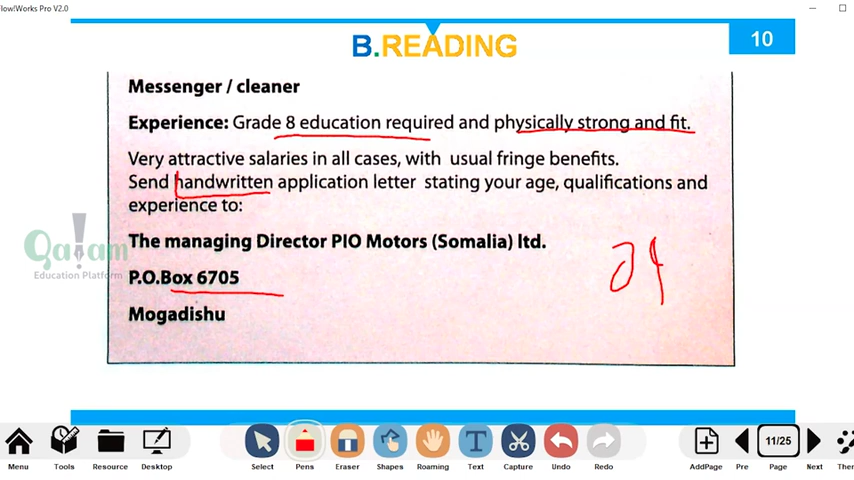 Flow!Works Pro V2.0
B.READING
10
Messenger / cleaner
Experience: Grade 8 education required and physically strong and fit.
Very attractive salaries in all cases, with usual fringe benefits.
Send handwritten application letter stating your age, qualifications and
experience to:
The managing Director PIO Motors (Somalia) ltd.
Qalam
Education Platform
P.O.Box 6705
Mogadishu
Menu Tools Resource Desktop Select Pens Eraser Shapes Roaming Text Capture Undo Redo AddPage Pre 11/25 Page Next